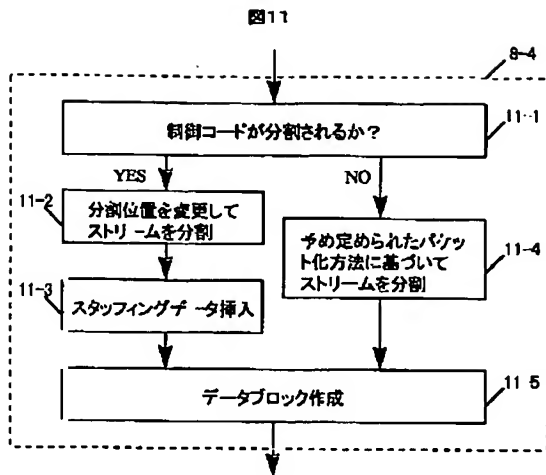 図11
8-4
制御コードが分割されるか？
11-1
YES
NO
11-2
分割位置を変更して
ストリームを分割
予め定められたパケッ
ト化方法に基づいて
ストリームを分割
11-4
11-3
スタッフィングデータ挿入
データブロック作成
11-5